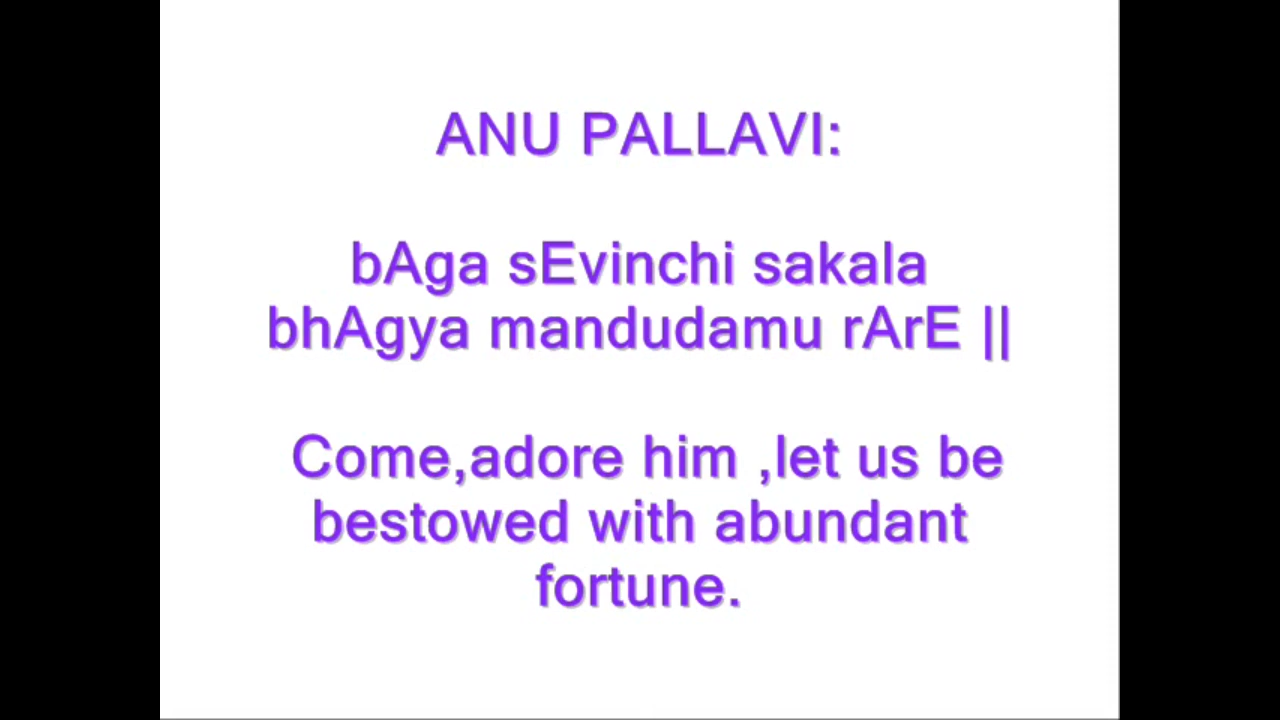 ANU PALLAVI:
bAga sEvinchi sakala
bhAgya mandudamu rArE ||
Come,adore him ,let us be
bestowed with abundant
fortune.